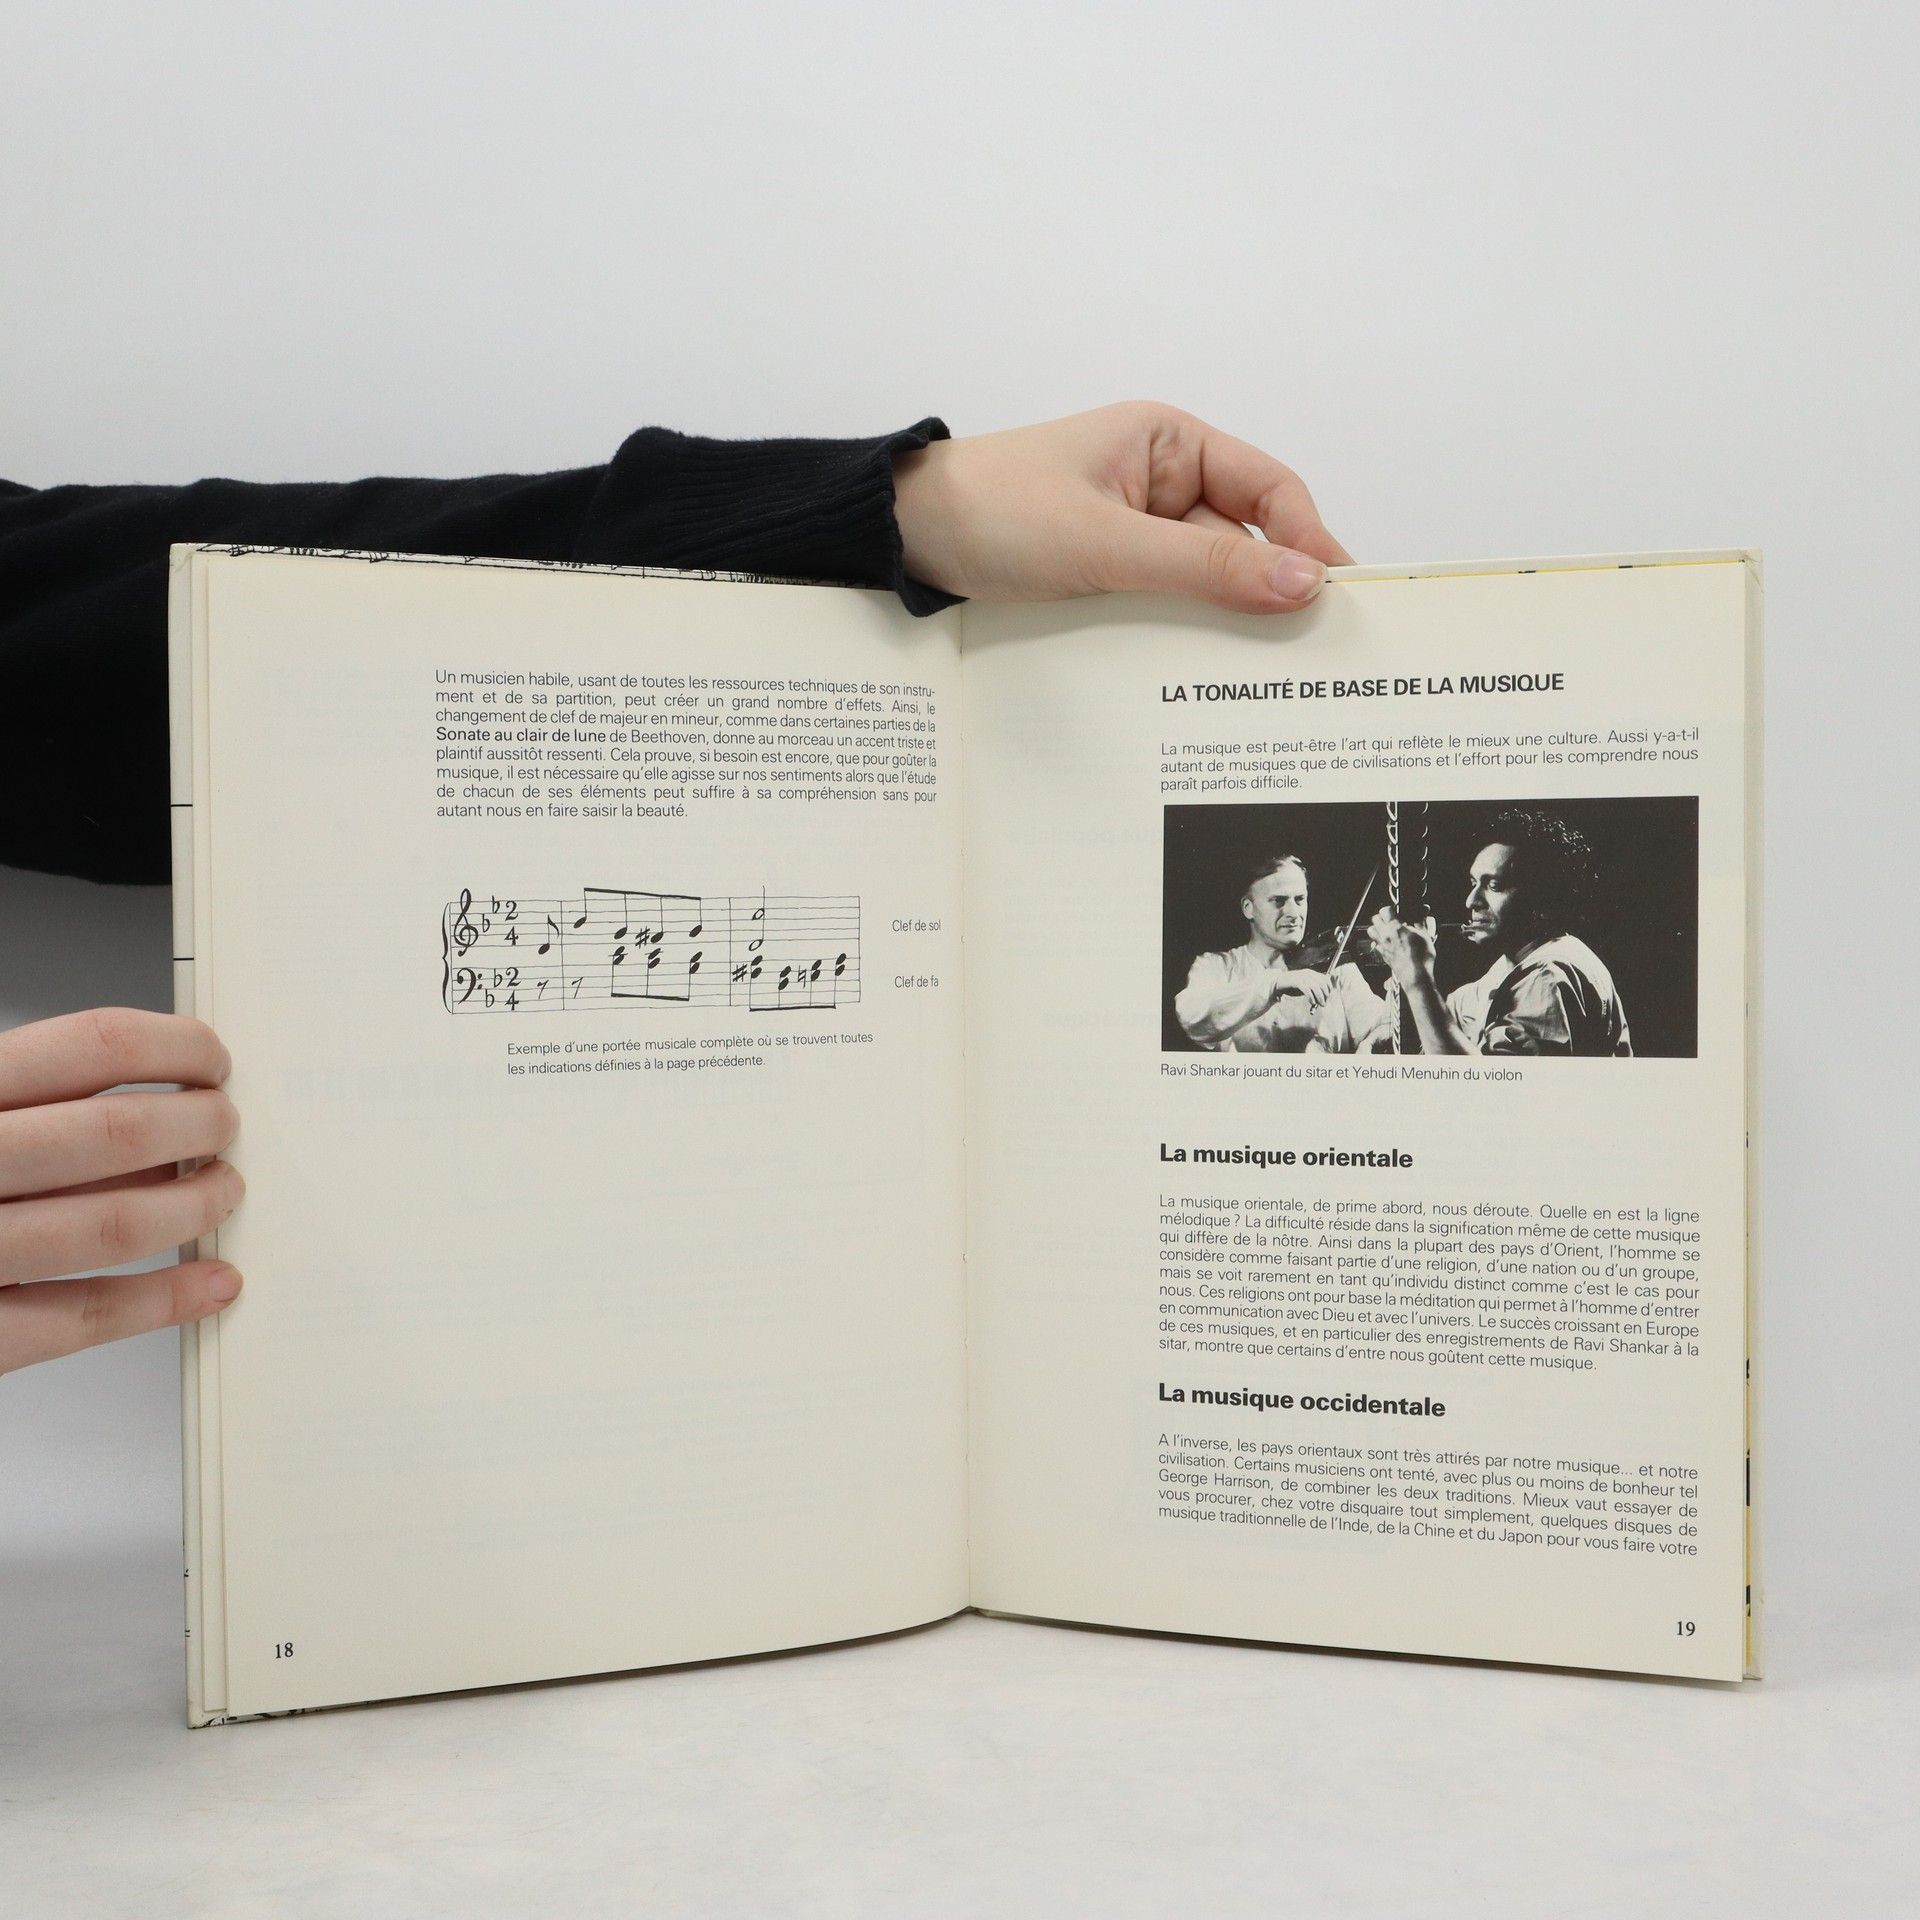 Un musicien habile, usant de toutes les ressources techniques de son instru-
ment et de sa partition, peut créer un grand nombre d'effets. Ainsi, le
changement de clef de majeur en mineur, comme dans certaines parties de la
Sonate au clair de lune de Beethoven, donne au morceau un accent triste et
plaintif aussitôt ressenti. Cela prouve, si besoin est encore, que pour goûter la
musique, il est nécessaire qu'elle agisse sur nos sentiments alors que l'étude
de chacun de ses éléments peut suffire à sa compréhension sans pour
autant nous en faire saisir la beauté.
2
4
Clef de sol
2
4
Clef de fa
Exemple d'une portée musicale complète où se trouvent toutes
les indications définies à la page précédente.
18
LA TONALITÉ DE BASE DE LA MUSIQUE
La musique est peut-être l'art qui reflète le mieux une culture. Aussi y-a-t-il
autant de musiques que de civilisations et l'effort pour les comprendre nous
paraît parfois difficile.
Ravi Shankar jouant du sitar et Yehudi Menuhin du violon
La musique orientale
La musique orientale, de prime abord, nous déroute. Quelle en est la ligne
mélodique ? La difficulté réside dans la signification même de cette musique
qui diffère de la nôtre. Ainsi dans la plupart des pays d'Orient, l'homme se
considère comme faisant partie d'une religion, d'une nation ou d'un groupe,
mais se voit rarement en tant qu'individu distinct comme c'est le cas pour
nous. Ces religions ont pour base la méditation qui permet à l'homme d'entrer
en communication avec Dieu et avec l'univers. Le succès croissant en Europe
de ces musiques, et en particulier des enregistrements de Ravi Shankar à la
sitar, montre que certains d'entre nous goûtent cette musique.
La musique occidentale
A l'inverse, les pays orientaux sont très attirés par notre musique... et notre
civilisation. Certains musiciens ont tenté, avec plus ou moins de bonheur tel
George Harrison, de combiner les deux traditions. Mieux vaut essayer de
vous procurer, chez votre disquaire tout simplement, quelques disques de
musique traditionnelle de l'Inde, de la Chine et du Japon pour vous faire votre
19